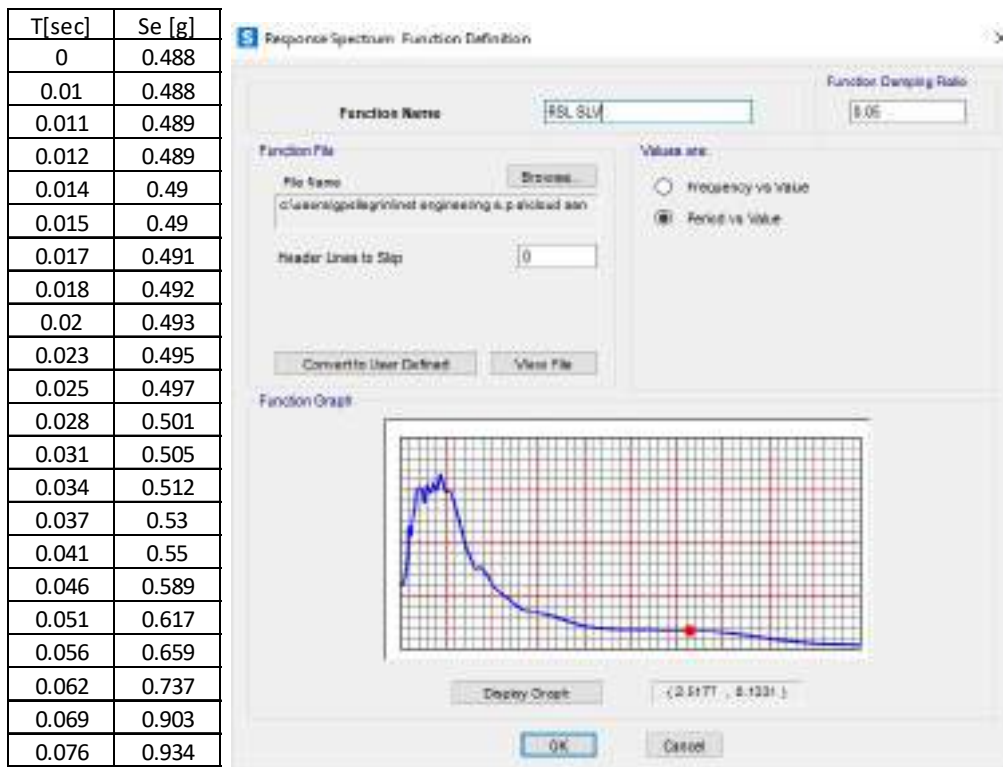 T[sec] Se [g]
0 0.488
0.01 0.488
0.011 0.489
0.012 0.489
0.014 0.49
0.015 0.49
0.017 0.491
0.018 0.492
0.02 0.493
0.023 0.495
0.025 0.497
0.028 0.501
0.031 0.505
0.034 0.512
0.037 0.53
0.041 0.55
0.046 0.589
0.051 0.617
0.056 0.659
0.062 0.737
0.069 0.903
0.076 0.934
S Response Spectrum Function Definition
Function Damping Ratio
Function Name RSL SLV 0.05
Function File
Values are:
File Name Browse...
Frequency vs Value
Period vs Value
Header Lines to Skip 0
Convert to User Defined View File
Function Graph
Display Graph
OK Cancel